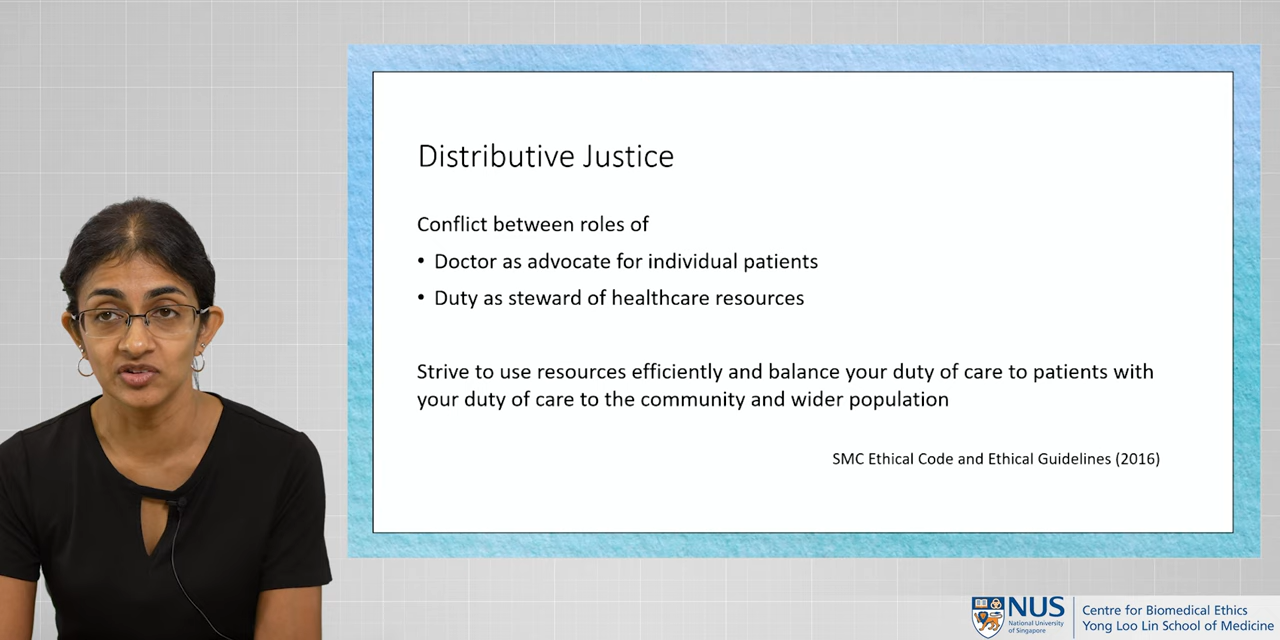 Distributive Justice
Conflict between roles of
• Doctor as advocate for individual patients
• Duty as steward of healthcare resources
Strive to use resources efficiently and balance your duty of care to patients with
your duty of care to the community and wider population
SMC Ethical Code and Ethical Guidelines (2016)
NUS
National University
of Singapore
Centre for Biomedical Ethics
Yong Loo Lin School of Medicine